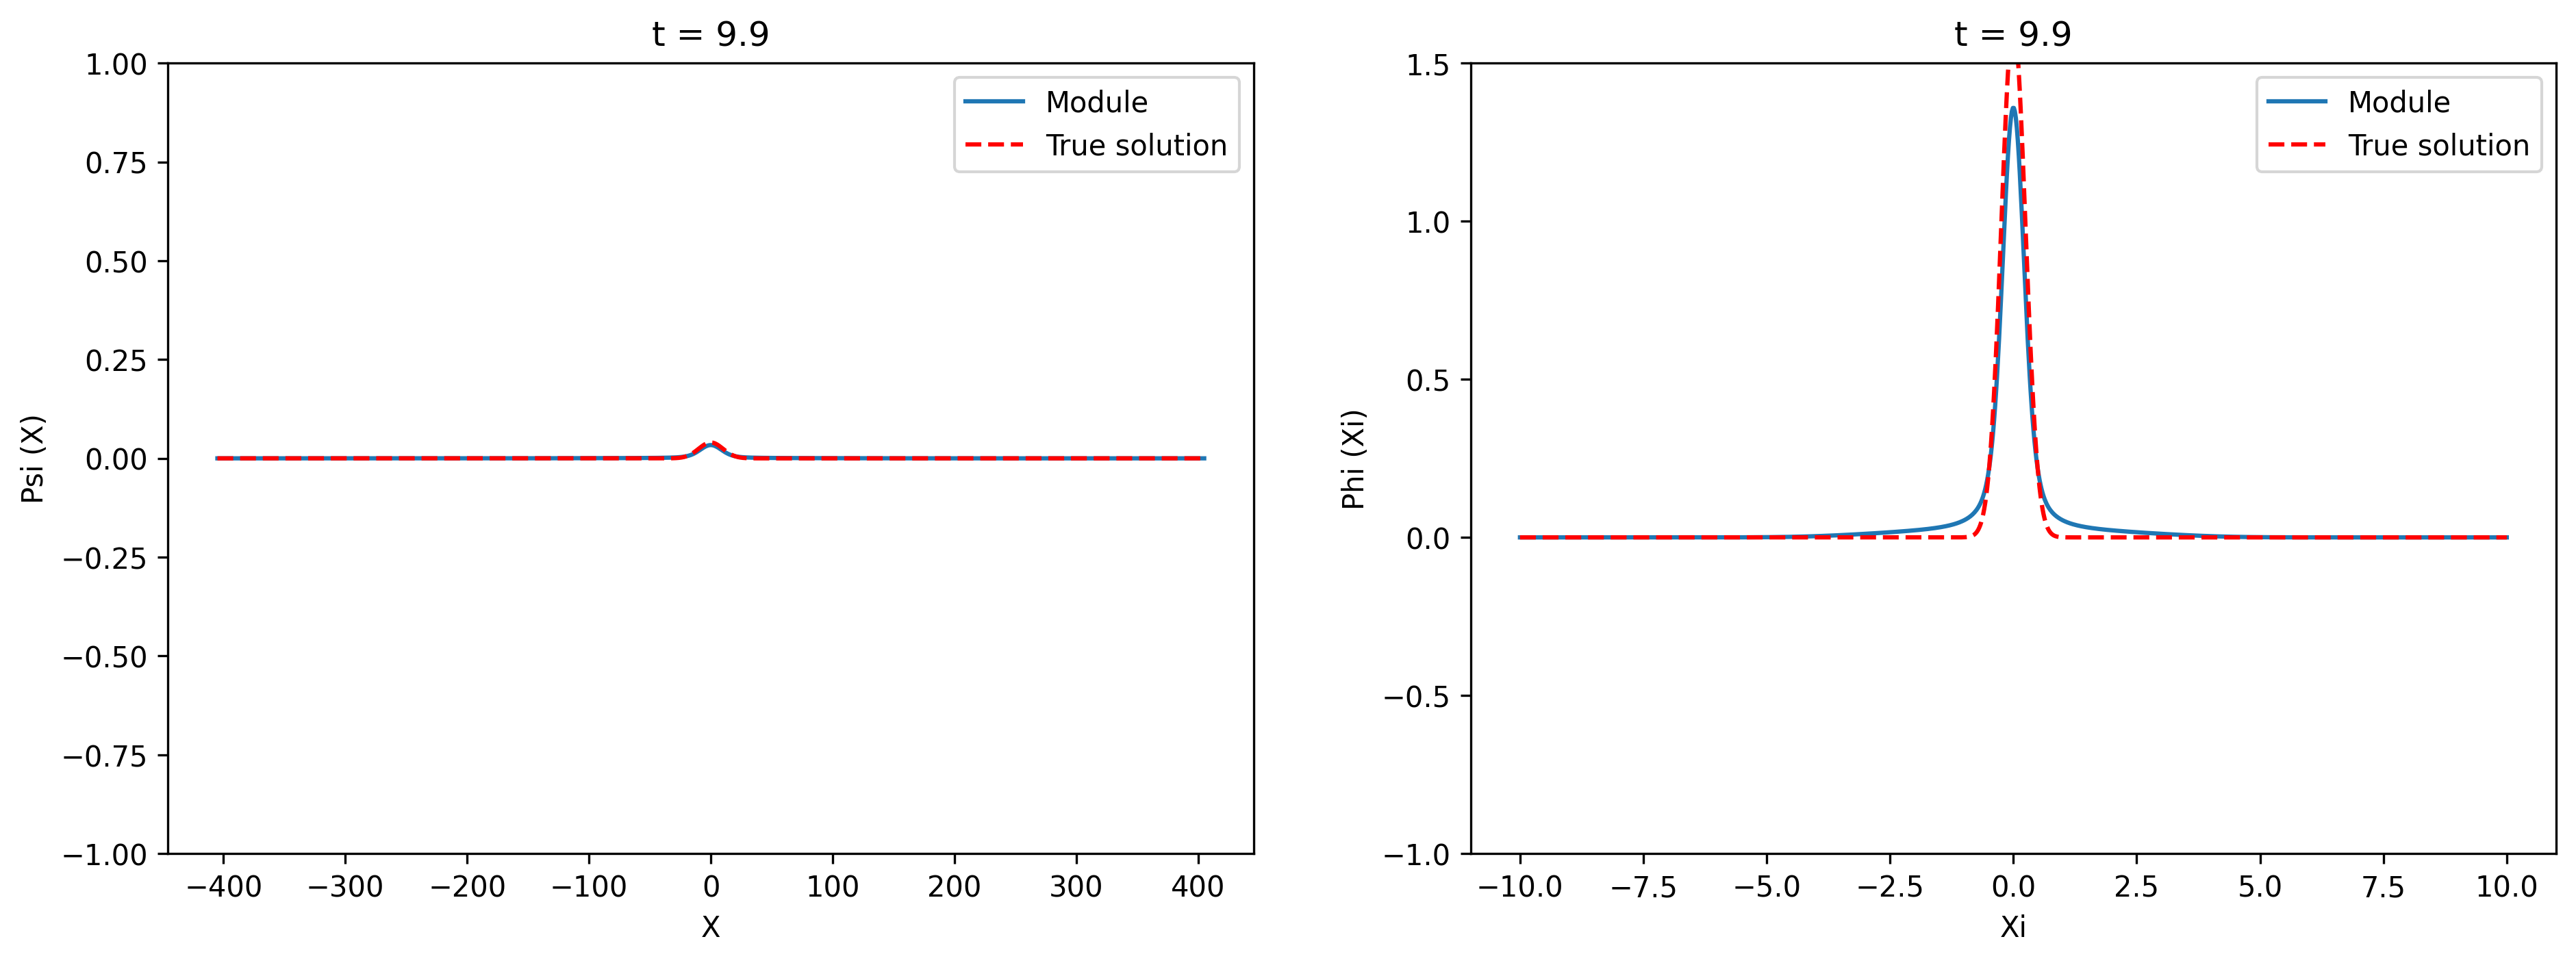 t = 9.9
1.00
0.75
0.50
0.25
0.00
−0.25
−0.50
−0.75
−1.00
Psi (X)
−400 −300 −200 −100 0 100 200 300 400
X
Module
True solution
t = 9.9
1.5
1.0
0.5
0.0
−0.5
−1.0
Phi (Xi)
−10.0 −7.5 −5.0 −2.5 0.0 2.5 5.0 7.5 10.0
Xi
Module
True solution